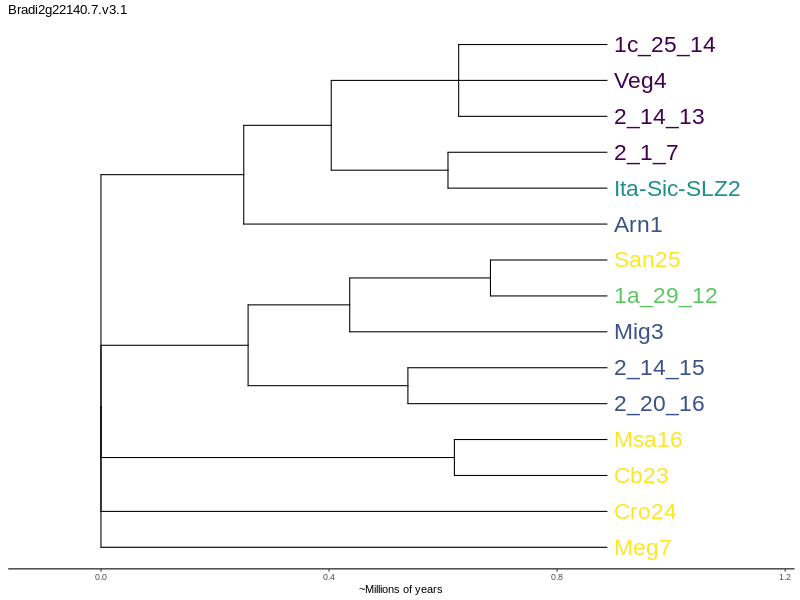 Bradi2g22140.7.v3.1
1c_25_14
Veg4
2_14_13
2_1_7
Ita-Sic-SLZ2
Arn1
San25
1a_29_12
Mig3
2_14_15
2_20_16
Msa16
Cb23
Cro24
Meg7
0.0 0.4 0.8 1.2
~Millions of years